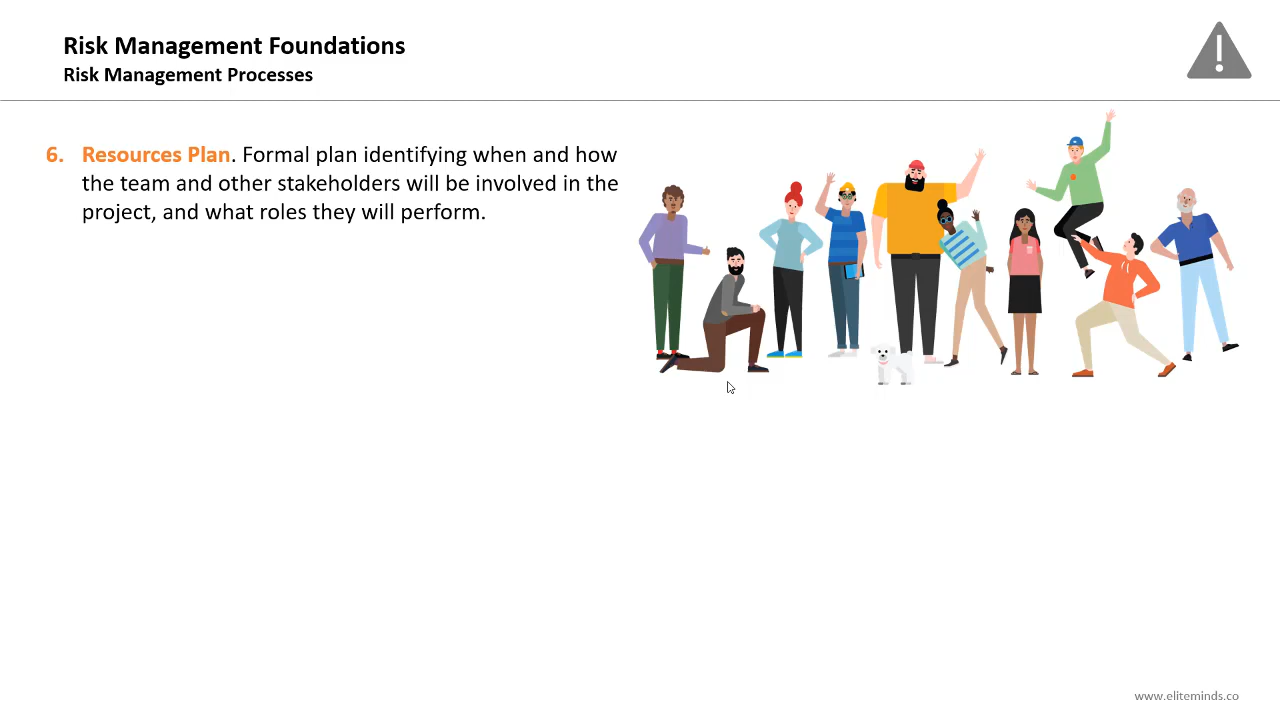 Risk Management Foundations
Risk Management Processes
6. Resources Plan. Formal plan identifying when and how
the team and other stakeholders will be involved in the
project, and what roles they will perform.
www.eliteminds.co